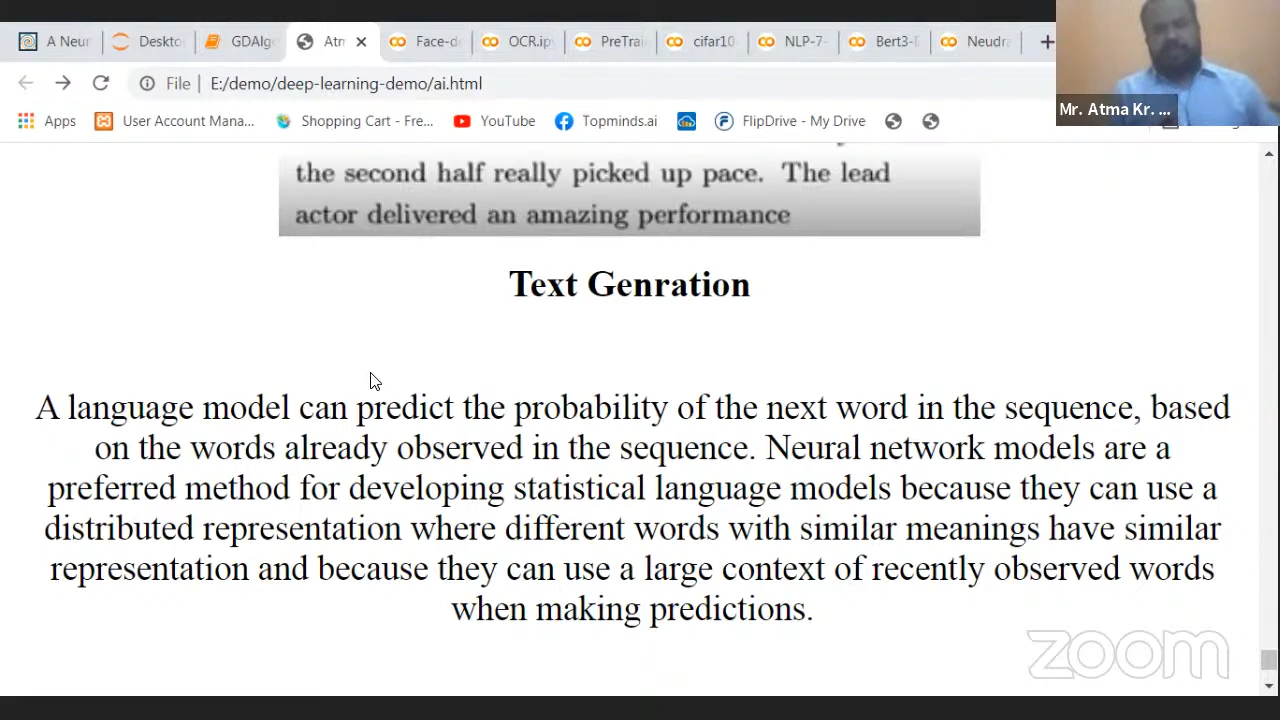 A Neur
Deskto
GDAlgo
Atm
Face-d
OCR.ip
PreTrai
cifar10
NLP-7-
Bert3-D
Neudra
File | E:/demo/deep-learning-demo/ai.html
Mr. Atma Kr. ...
Apps
User Account Mana...
Shopping Cart - Fre...
YouTube
Topminds.ai
FlipDrive - My Drive
the second half really picked up pace. The lead
actor delivered an amazing performance
Text Genration
A language model can predict the probability of the next word in the sequence, based
on the words already observed in the sequence. Neural network models are a
preferred method for developing statistical language models because they can use a
distributed representation where different words with similar meanings have similar
representation and because they can use a large context of recently observed words
when making predictions.
zoom